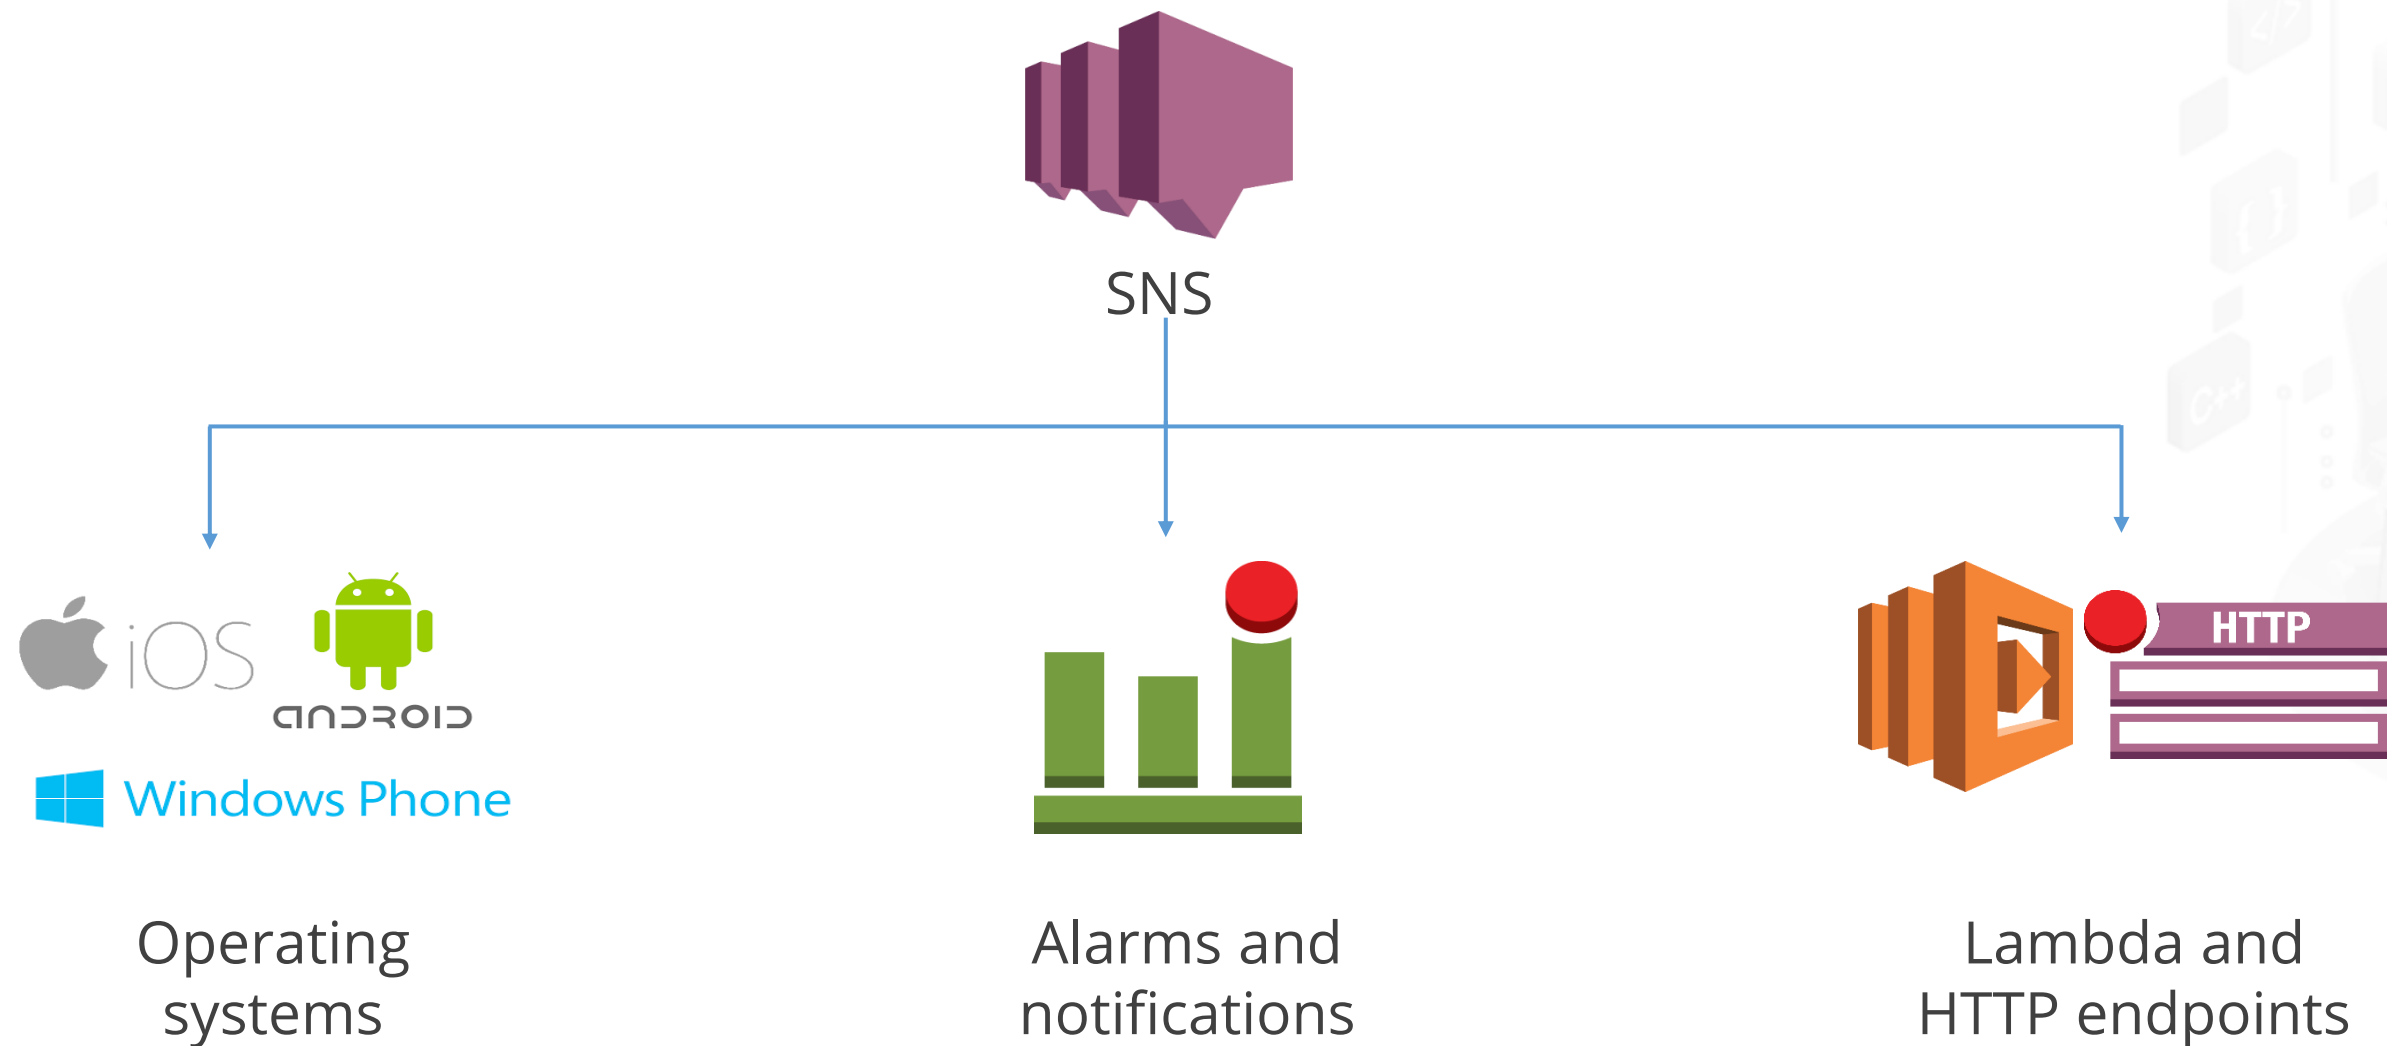 </>
{ }
SNS
C++
iOS
ANDROID
HTTP
Windows Phone
Operating
systems
Alarms and
notifications
Lambda and
HTTP endpoints